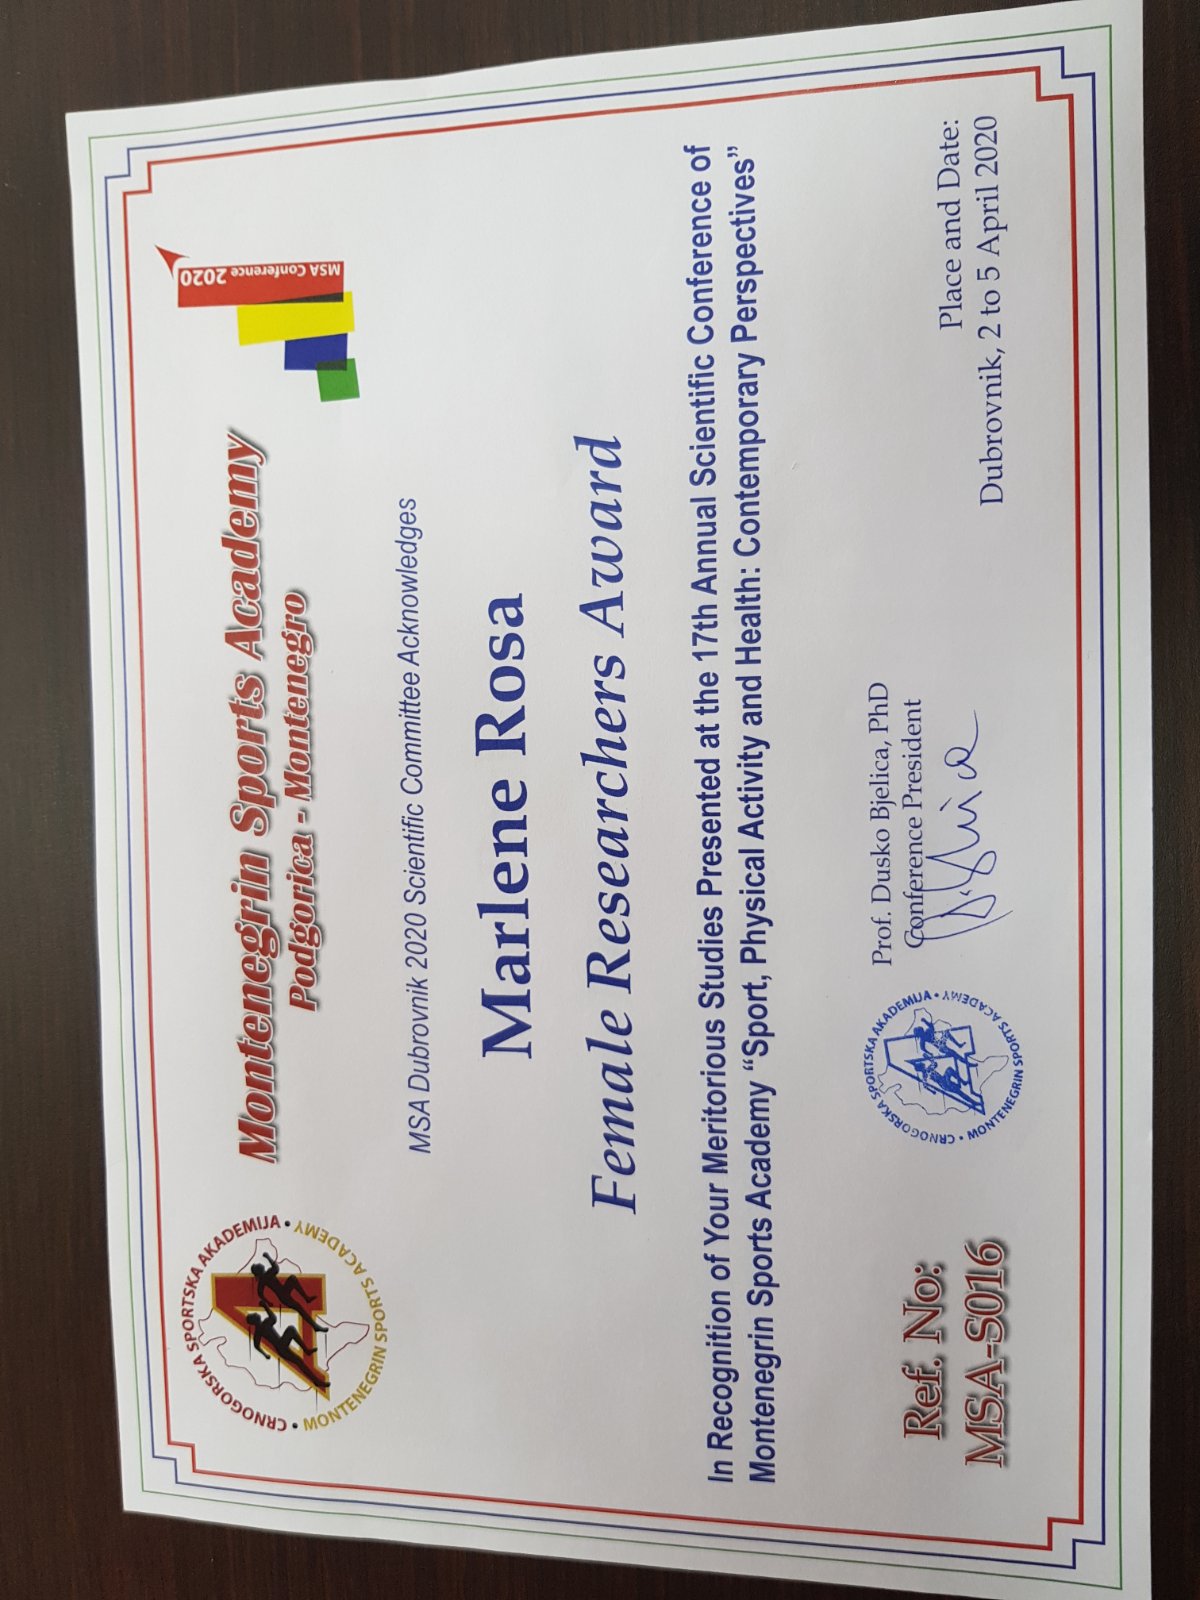 CRNOGORSKA SPORTSKA AKADEMIJA • MONTENEGRIN SPORTS ACADEMY •
Montenegrin Sports Academy
Podgorica - Montenegro
MSA Conference 2020
MSA Dubrovnik 2020 Scientific Committee Acknowledges
Marlene Rosa
Female Researchers Award
In Recognition of Your Meritorious Studies Presented at the 17th Annual Scientific Conference of
Montenegrin Sports Academy “Sport, Physical Activity and Health: Contemporary Perspectives”
Ref. No:
MSA-S016
CRNOGORSKA SPORTSKA AKADEMIJA • MONTENEGRIN SPORTS ACADEMY •
Prof. Dusko Bjelica, PhD
Conference President
Place and Date:
Dubrovnik, 2 to 5 April 2020